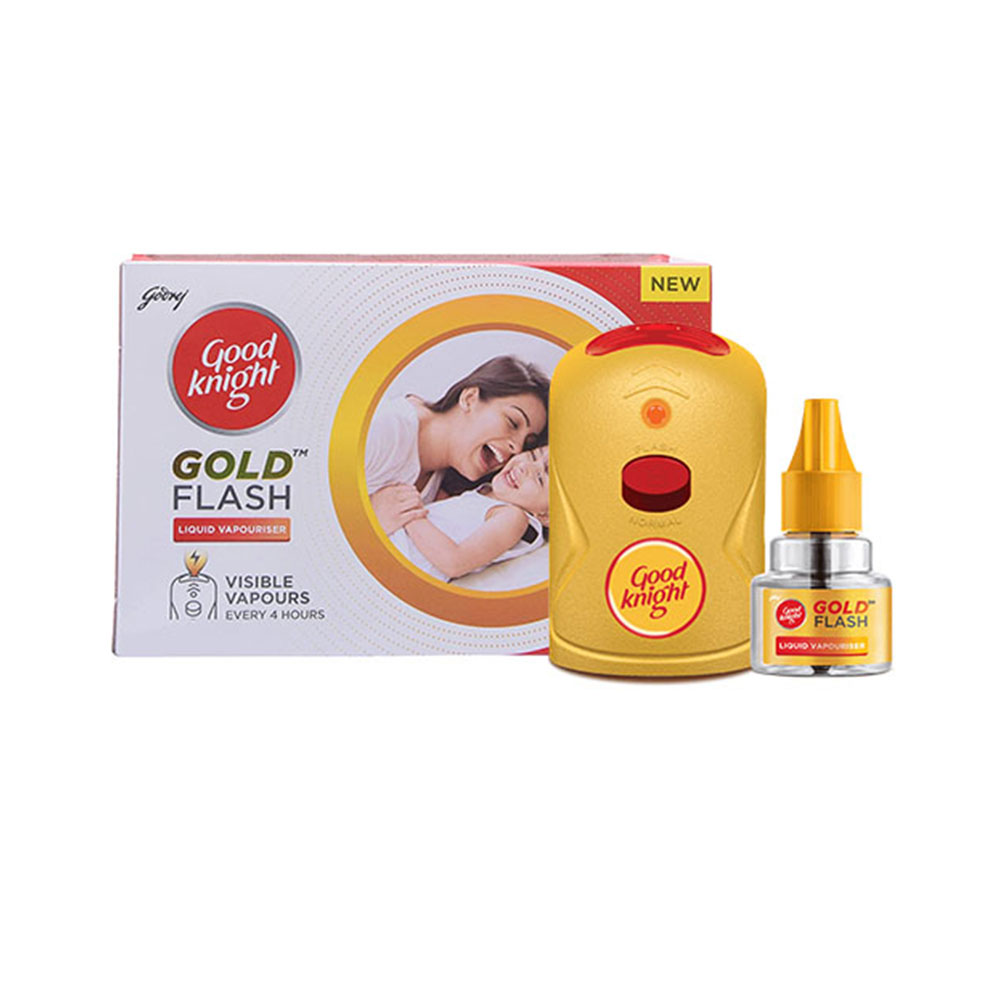 Godrej
Good
knight
GOLD™
FLASH
LIQUID VAPOURISER
VISIBLE
VAPOURS
EVERY 4 HOURS
NEW
FLASH
NORMAL
Good
knight
Good
knight
GOLD™
FLASH
LIQUID VAPOURISER